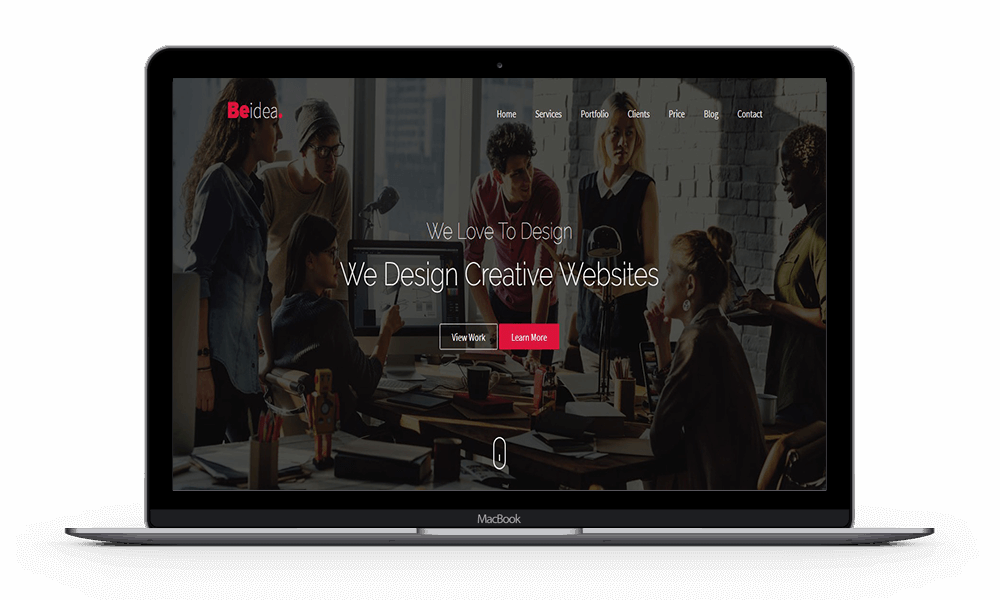 Beidea.
Home Services Portfolio Clients Price Blog Contact
We Love To Design
We Design Creative Websites
View Work Learn More
MacBook